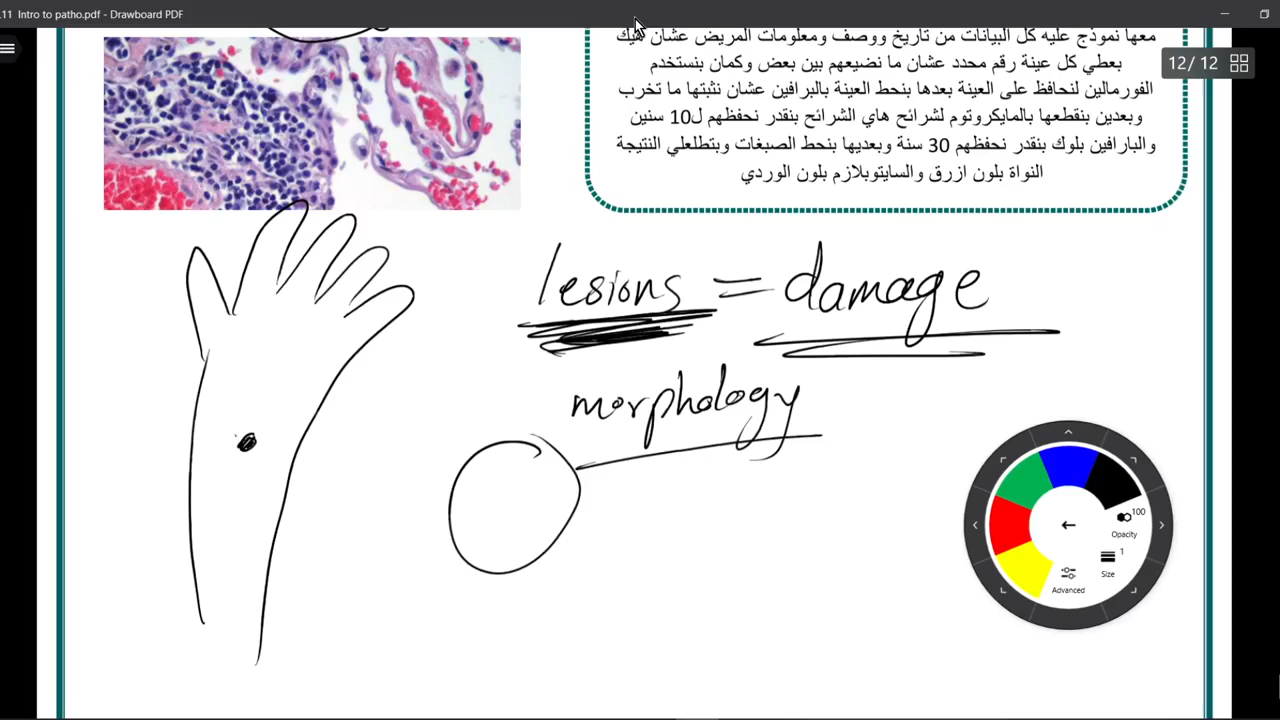 .11 Intro to patho.pdf - Drawboard PDF
12/ 12
معها نموذج عليه كل البيانات من تاريخ ووصف ومعلومات المريض عشان هيك
بعطي كل عينة رقم محدد عشان ما نضيعهم بين بعض وكمان بنستخدم
الفورمالين لنحافظ على العينة بعدها بنحط العينة بالبرافين عشان نثبتها ما تخرب
وبعدين بنقطعها بالمايكروتوم لشرائح هاي الشرائح بنقدر نحفظهم ل10 سنين
والبارافين بلوك بنقدر نحفظهم 30 سنة وبعديها بنحط الصبغات وبتطلعلي النتيجة
النواة بلون ازرق والسايتوبلازم بلون الوردي
lesions = damage
morphology
100
Opacity
1
Size
Advanced